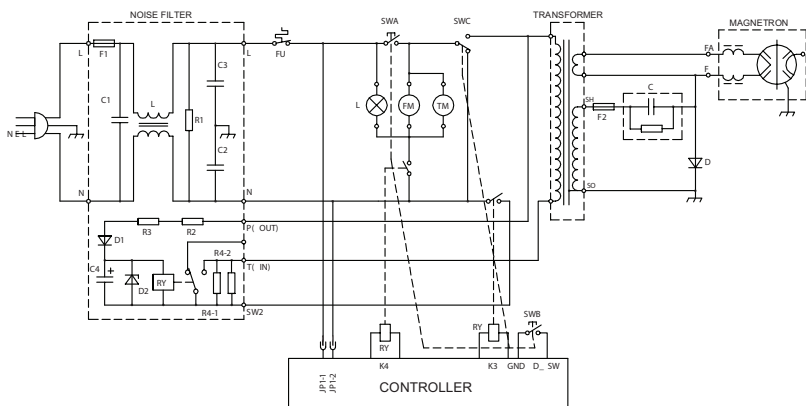 NOISE FILTER
SWA
SWC
TRANSFORMER
MAGNETRON
L
F1
L
FU
C3
FA
F
C1
L
R1
L
FM
TM
SH
C
F2
N E L
C2
D
N
N
SO
R3
R2
P( OUT)
D1
R4-2
T( IN)
C4
+
D2
RY
R4-1
SW2
SWB
RY
RY
JP1-1
JP1-2
K4
K3
GND
D_ SW
CONTROLLER